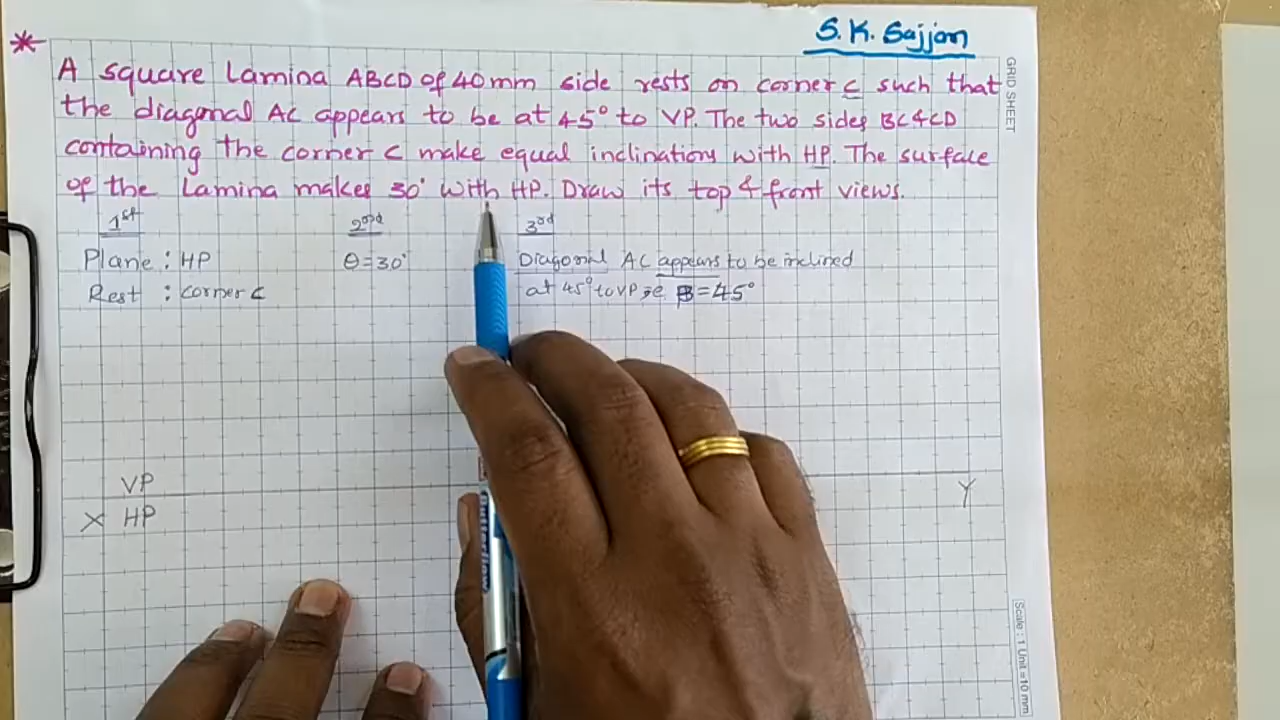 S. K. Sajjan
* A square Lamina ABCD of 40mm side rests on corner C such that
the diagonal AC appears to be at 45° to VP. The two sides BC & CD
containing the corner C make equal inclinations with HP. The surface
of the Lamina makes 30° with HP. Draw its top & front views.
1st 2nd 3rd
Plane : HP θ=30° Diagonal AC appears to be inclined
Rest : corner C at 45° to VP ie β=45°
VP
X HP Y
GRID SHEET
Scale : 1 Unit = 10 mm
Butterflow